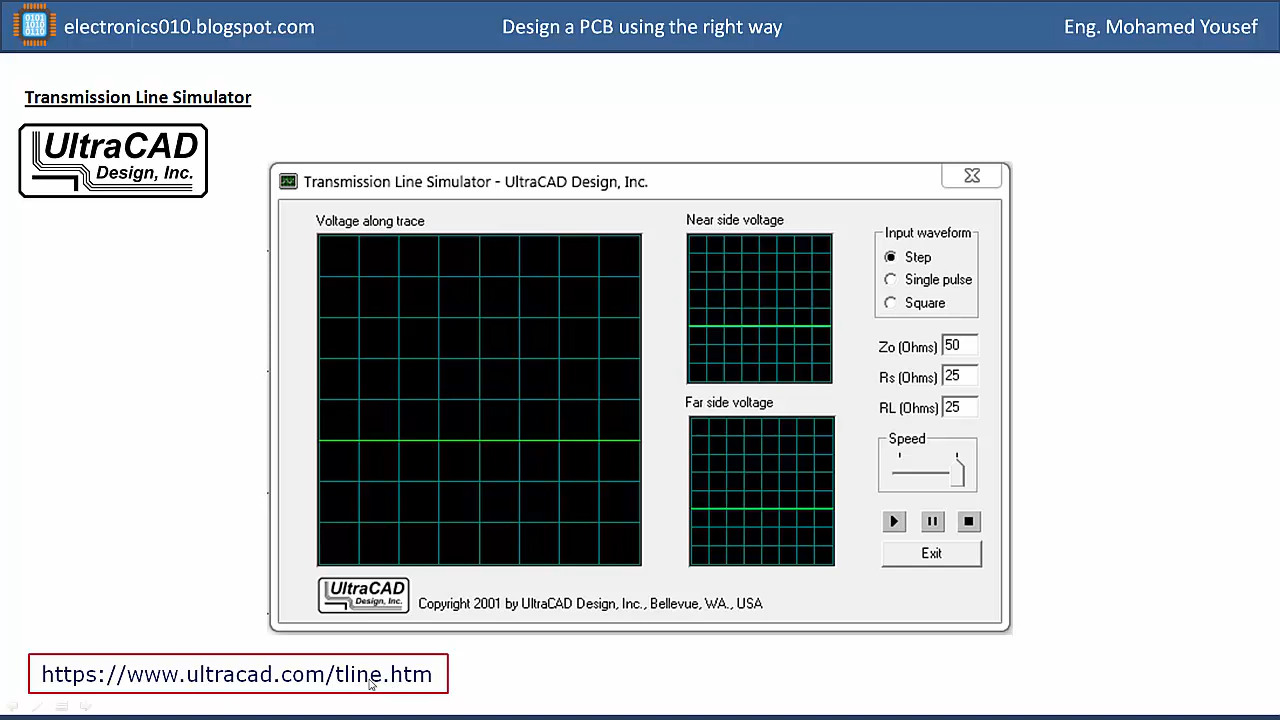 electronics010.blogspot.com
Design a PCB using the right way
Eng. Mohamed Yousef
0101
1010
0110
Transmission Line Simulator
UltraCAD
Design, Inc.
Transmission Line Simulator - UltraCAD Design, Inc.
Voltage along trace
Near side voltage
Far side voltage
Input waveform
Step
Single pulse
Square
Zo (Ohms) 50
Rs (Ohms) 25
RL (Ohms) 25
Speed
Exit
UltraCAD
Design, Inc.
Copyright 2001 by UltraCAD Design, Inc., Bellevue, WA., USA
https://www.ultracad.com/tline.htm